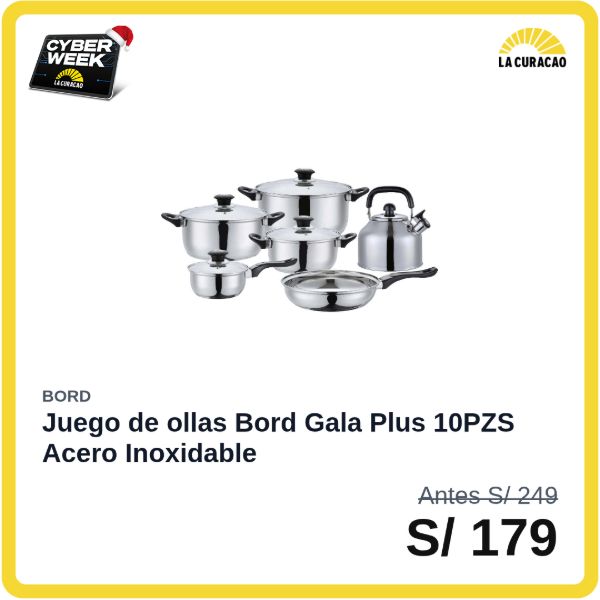 CYBER
WEEK
LA CURACAO
LA CURACAO
BORD
Juego de ollas Bord Gala Plus 10PZS
Acero Inoxidable
Antes S/ 249
S/ 179